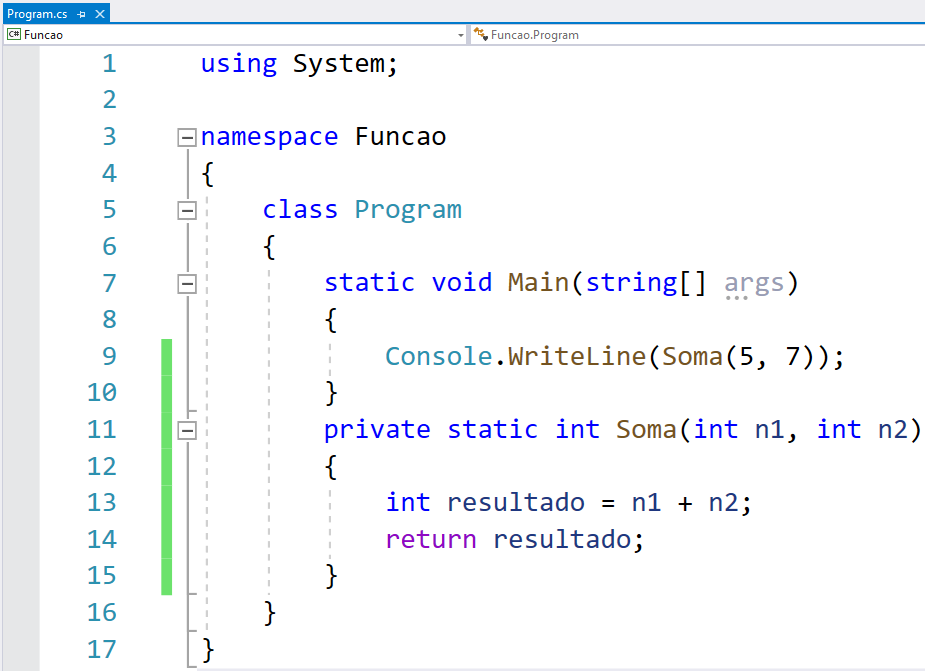 Program.cs
C# Funcao
Funcao.Program
1 using System;
2
3 namespace Funcao
4 {
5 class Program
6 {
7 static void Main(string[] args)
8 {
9 Console.WriteLine(Soma(5, 7));
10 }
11 private static int Soma(int n1, int n2)
12 {
13 int resultado = n1 + n2;
14 return resultado;
15 }
16 }
17 }